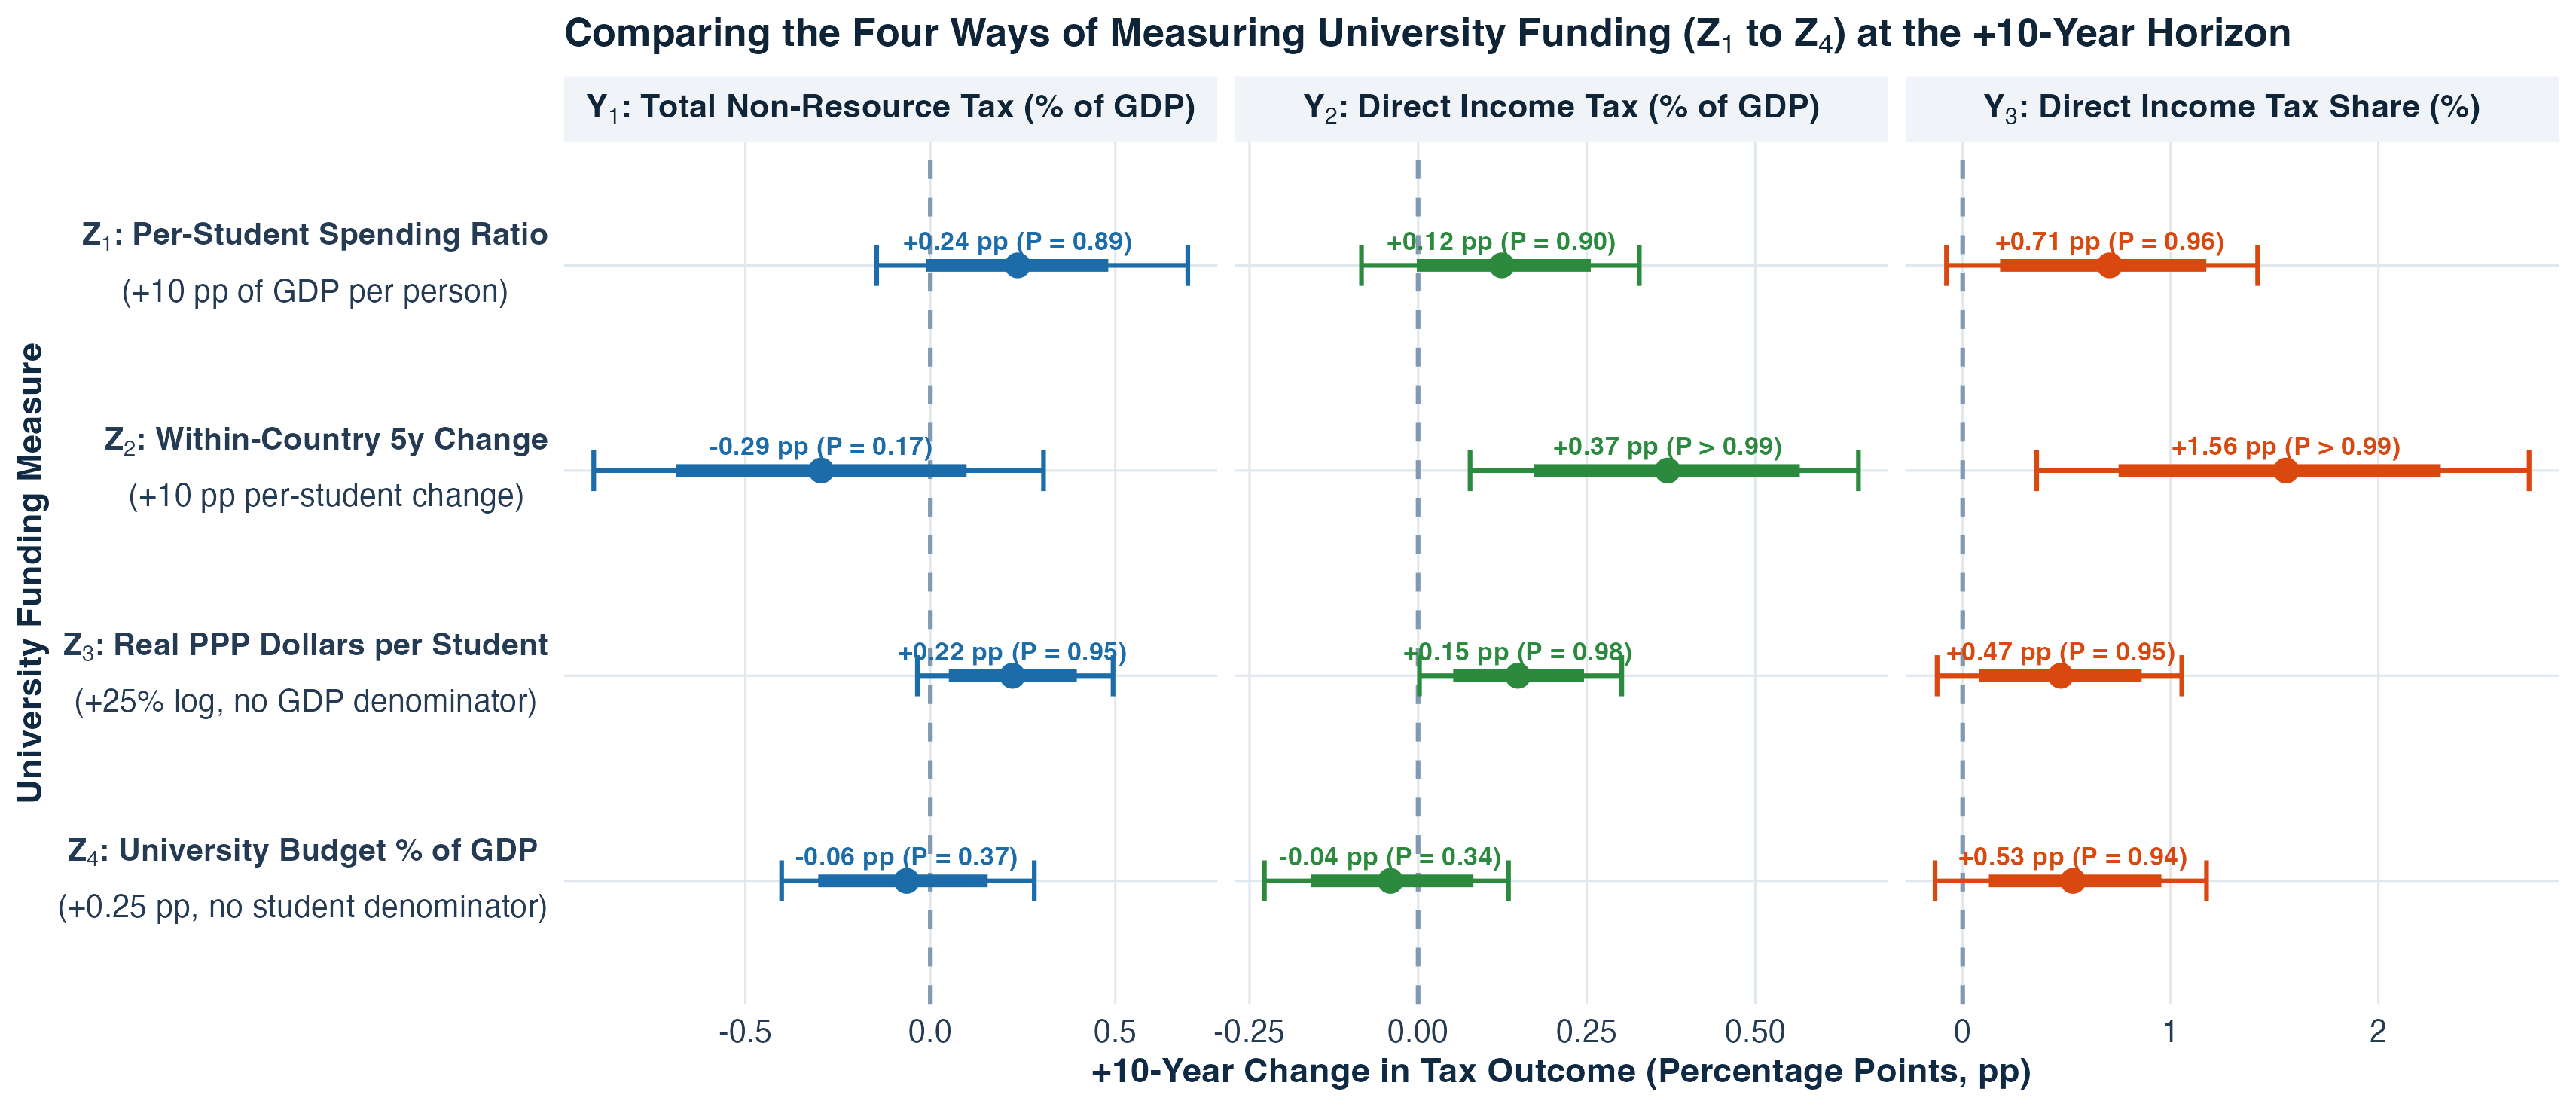 Comparing the Four Ways of Measuring University Funding (Z₁ to Z₄) at the +10-Year Horizon
Y₁: Total Non-Resource Tax (% of GDP)
Y₂: Direct Income Tax (% of GDP)
Y₃: Direct Income Tax Share (%)
University Funding Measure
Z₁: Per-Student Spending Ratio
(+10 pp of GDP per person)
+0.24 pp (P = 0.89)
+0.12 pp (P = 0.90)
+0.71 pp (P = 0.96)
Z₂: Within-Country 5y Change
(+10 pp per-student change)
-0.29 pp (P = 0.17)
+0.37 pp (P > 0.99)
+1.56 pp (P > 0.99)
Z₃: Real PPP Dollars per Student
(+25% log, no GDP denominator)
+0.22 pp (P = 0.95)
+0.15 pp (P = 0.98)
+0.47 pp (P = 0.95)
Z₄: University Budget % of GDP
(+0.25 pp, no student denominator)
-0.06 pp (P = 0.37)
-0.04 pp (P = 0.34)
+0.53 pp (P = 0.94)
-0.5 0.0 0.5
-0.25 0.00 0.25 0.50
0 1 2
+10-Year Change in Tax Outcome (Percentage Points, pp)